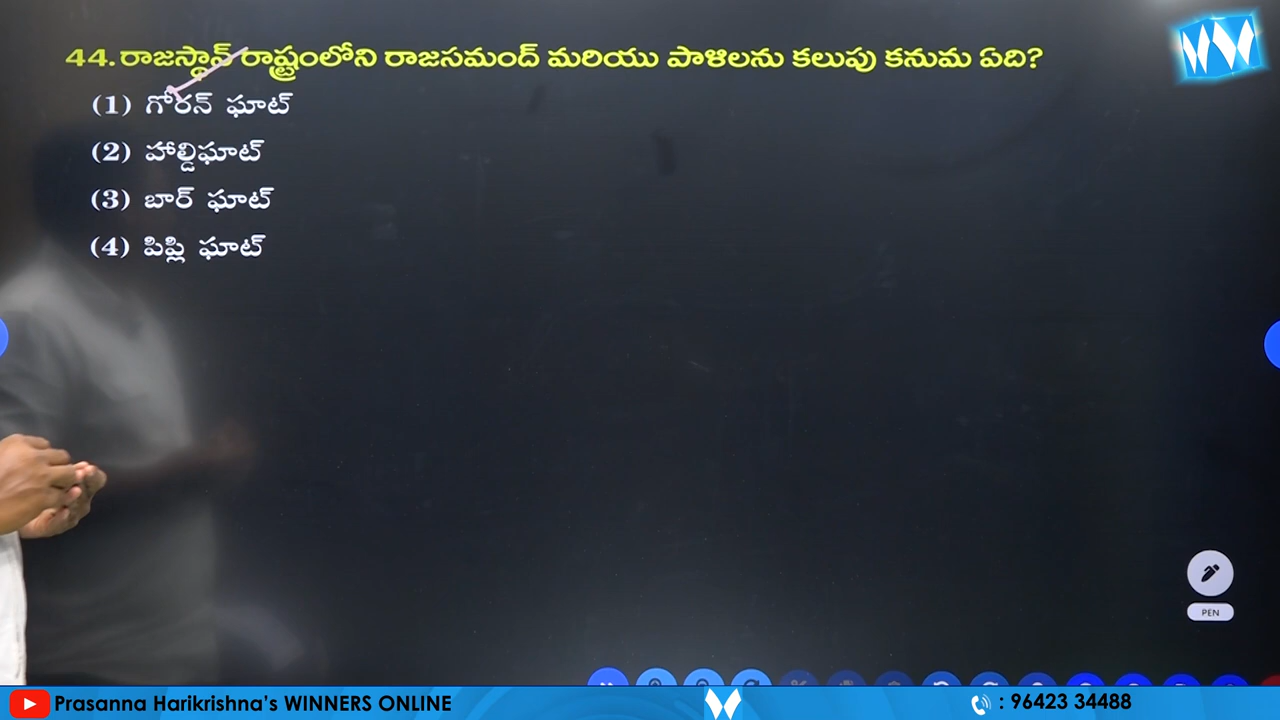 44. రాజస్థాన్ రాష్ట్రంలోని రాజసమంద్ మరియు పాళిలను కలుపు కనుమ ఏది?
(1) గోరన్ ఘాట్
(2) హాల్దిఘాట్
(3) బార్ ఘాట్
(4) పిప్లి ఘాట్
PEN
Prasanna Harikrishna's WINNERS ONLINE
: 96423 34488